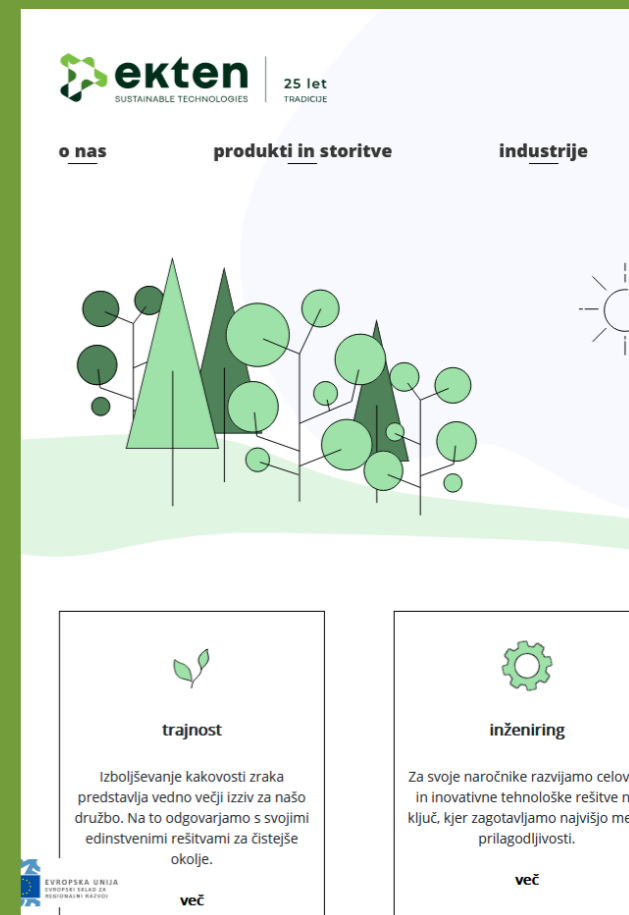 ekten
SUSTAINABLE TECHNOLOGIES
25 let
TRADICIJE
o nas
produkti in storitve
industrije
trajnost
Izboljševanje kakovosti zraka
predstavlja vedno večji izziv za našo
družbo. Na to odgovarjamo s svojimi
edinstvenimi rešitvami za čistejše
okolje.
več
inženiring
Za svoje naročnike razvijamo
in inovativne tehnološke rešitve
ključ, kjer zagotavljamo najvišjo
prilagodljivosti.
več
EVROPSKA UNIJA
EVROPSKI SKLAD ZA
REGIONALNI RAZVOJ